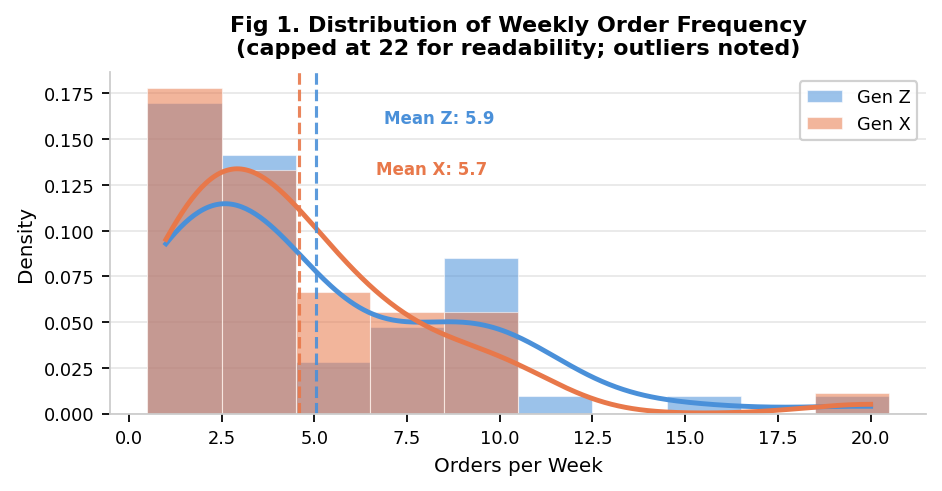 Fig 1. Distribution of Weekly Order Frequency
(capped at 22 for readability; outliers noted)
Gen Z
Gen X
Mean Z: 5.9
Mean X: 5.7
Density
0.175
0.150
0.125
0.100
0.075
0.050
0.025
0.000
0.0 2.5 5.0 7.5 10.0 12.5 15.0 17.5 20.0
Orders per Week